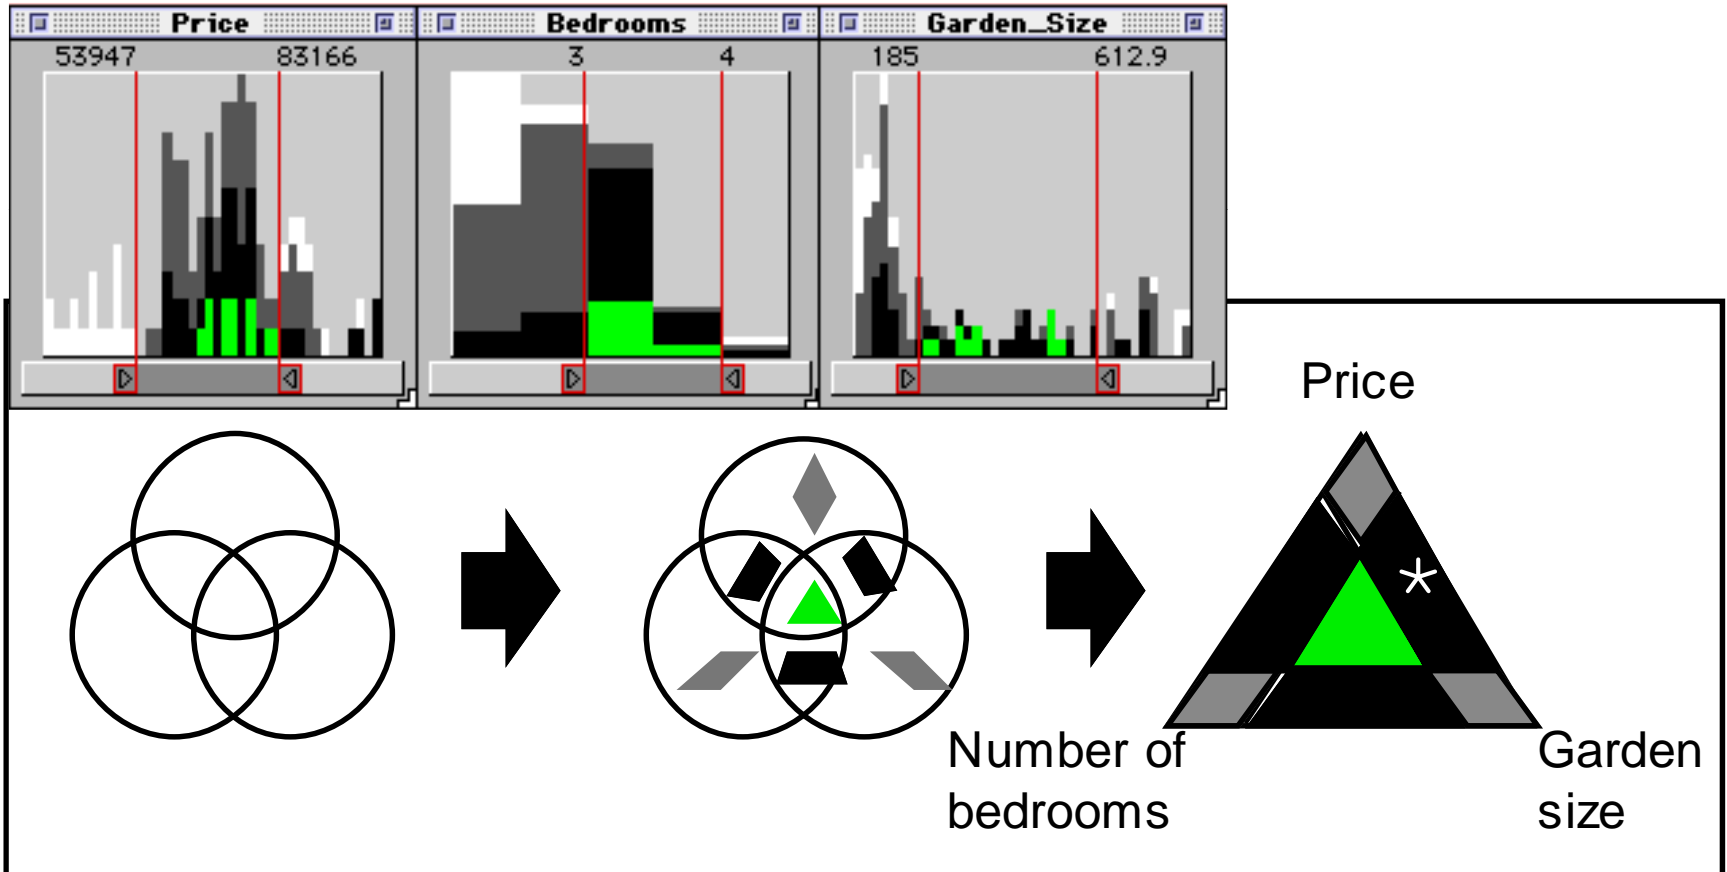 Price Bedrooms Garden_Size
53947 83166 3 4 185 612.9
Price
*
Number of
bedrooms
Garden
size